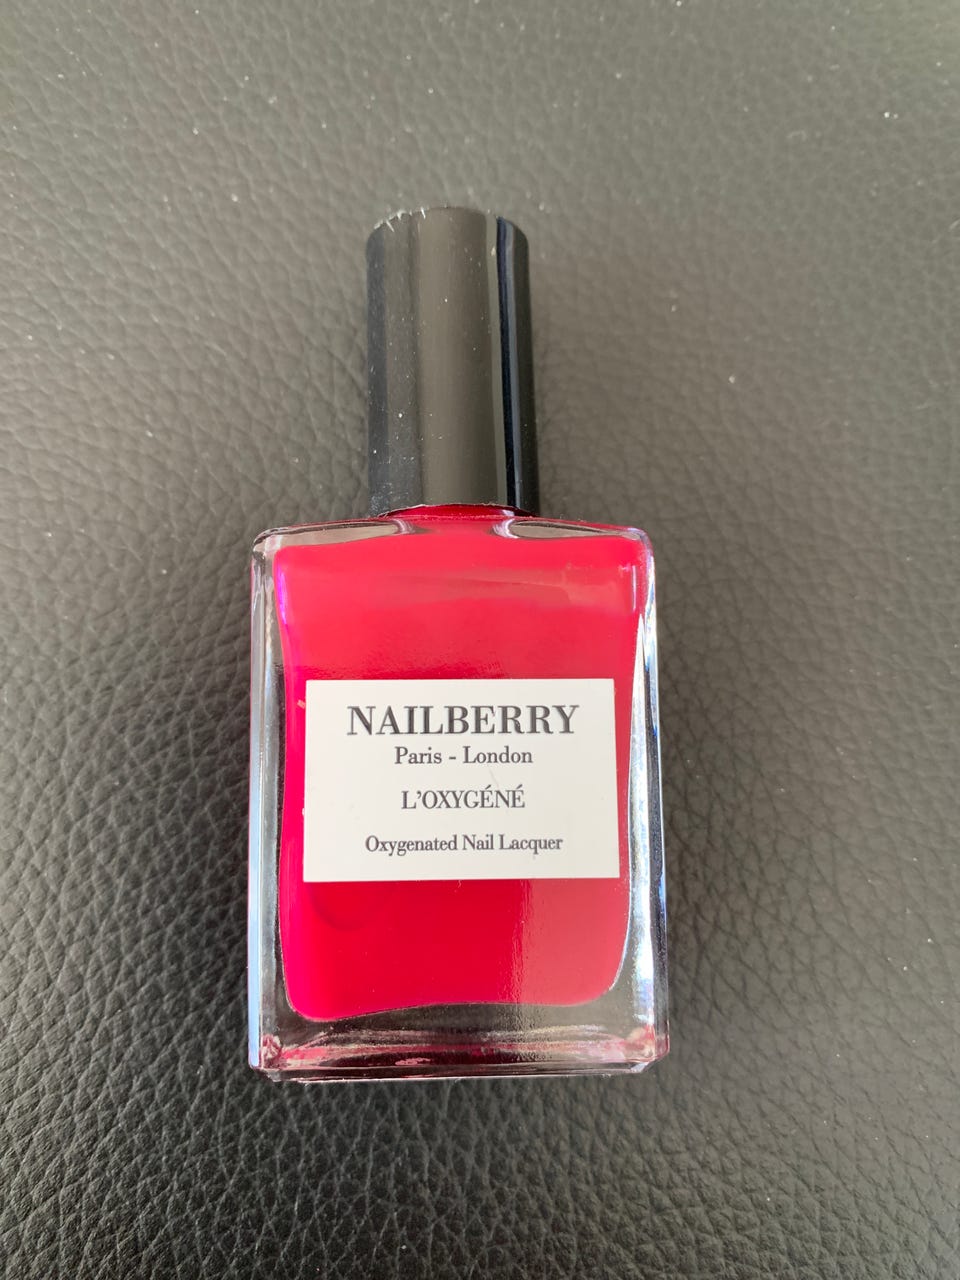 NAILBERRY
Paris - London
L'OXYGÉNÉ
Oxygenated Nail Lacquer